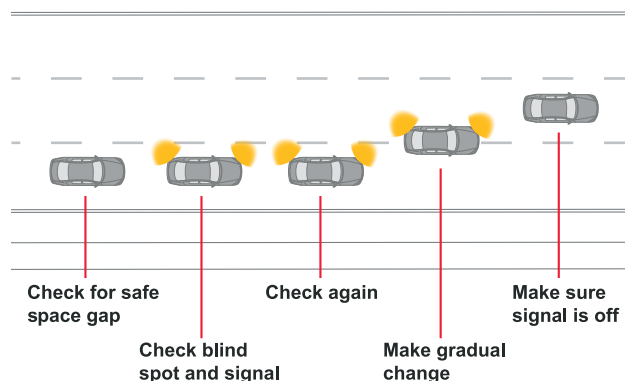 Check for safe
space gap
Check blind
spot and signal
Check again
Make gradual
change
Make sure
signal is off